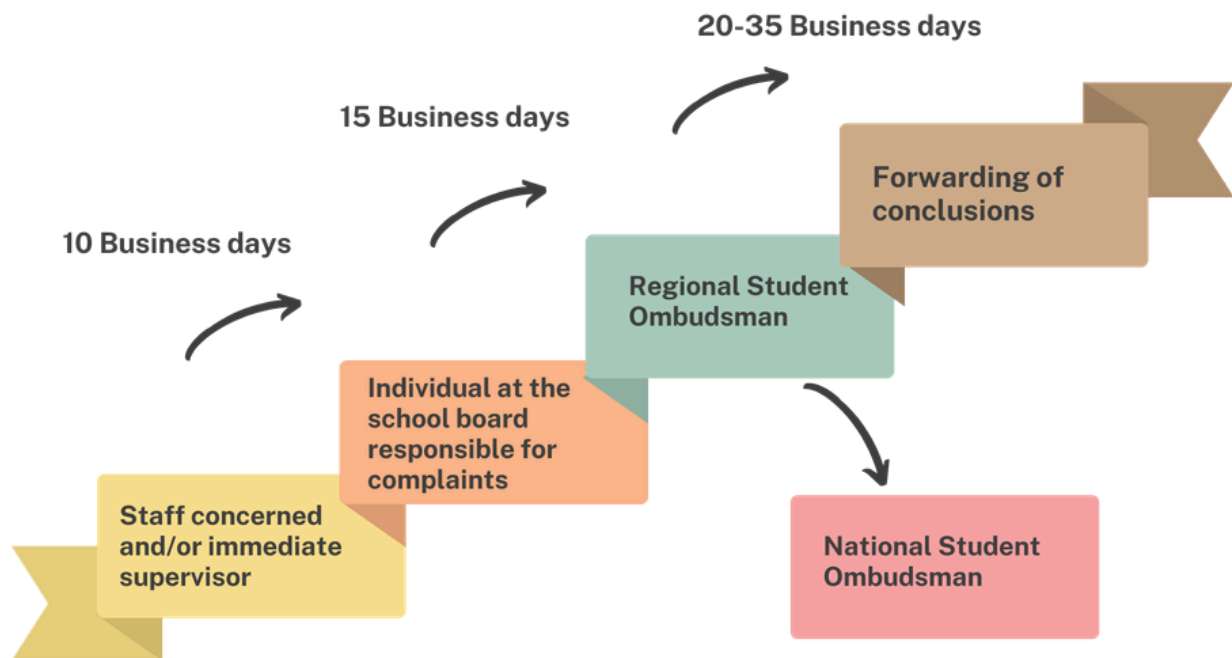 20-35 Business days
15 Business days
Forwarding of
conclusions
10 Business days
Regional Student
Ombudsman
Individual at the
school board
responsible for
complaints
Staff concerned
and/or immediate
supervisor
National Student
Ombudsman